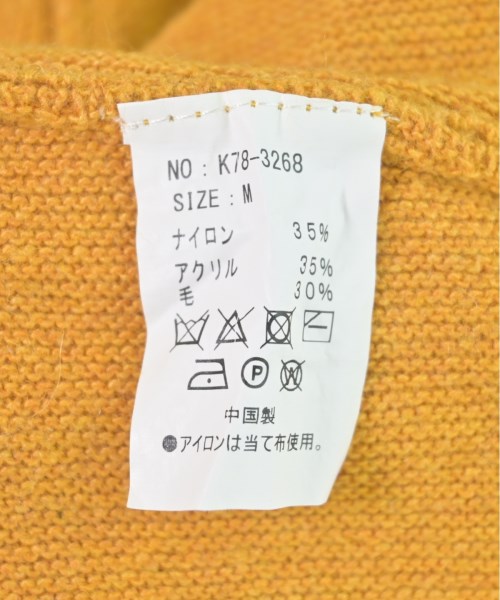 NO : K78-3268
SIZE : M
ナイロン 35%
アクリル 35%
毛 30%
P W
中国製
●アイロンは当て布使用。